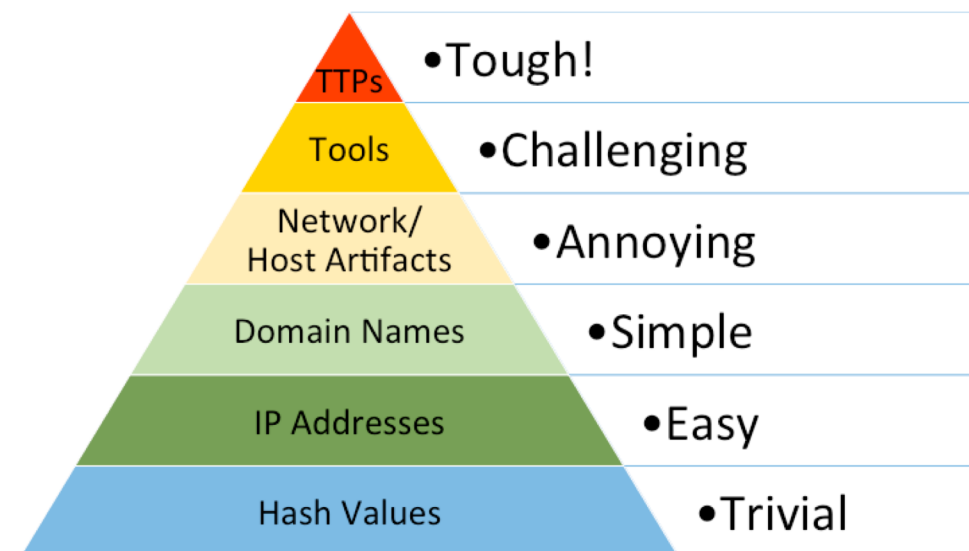 TTPs
•Tough!
Tools
•Challenging
Network/
Host Artifacts
•Annoying
Domain Names
•Simple
IP Addresses
•Easy
Hash Values
•Trivial